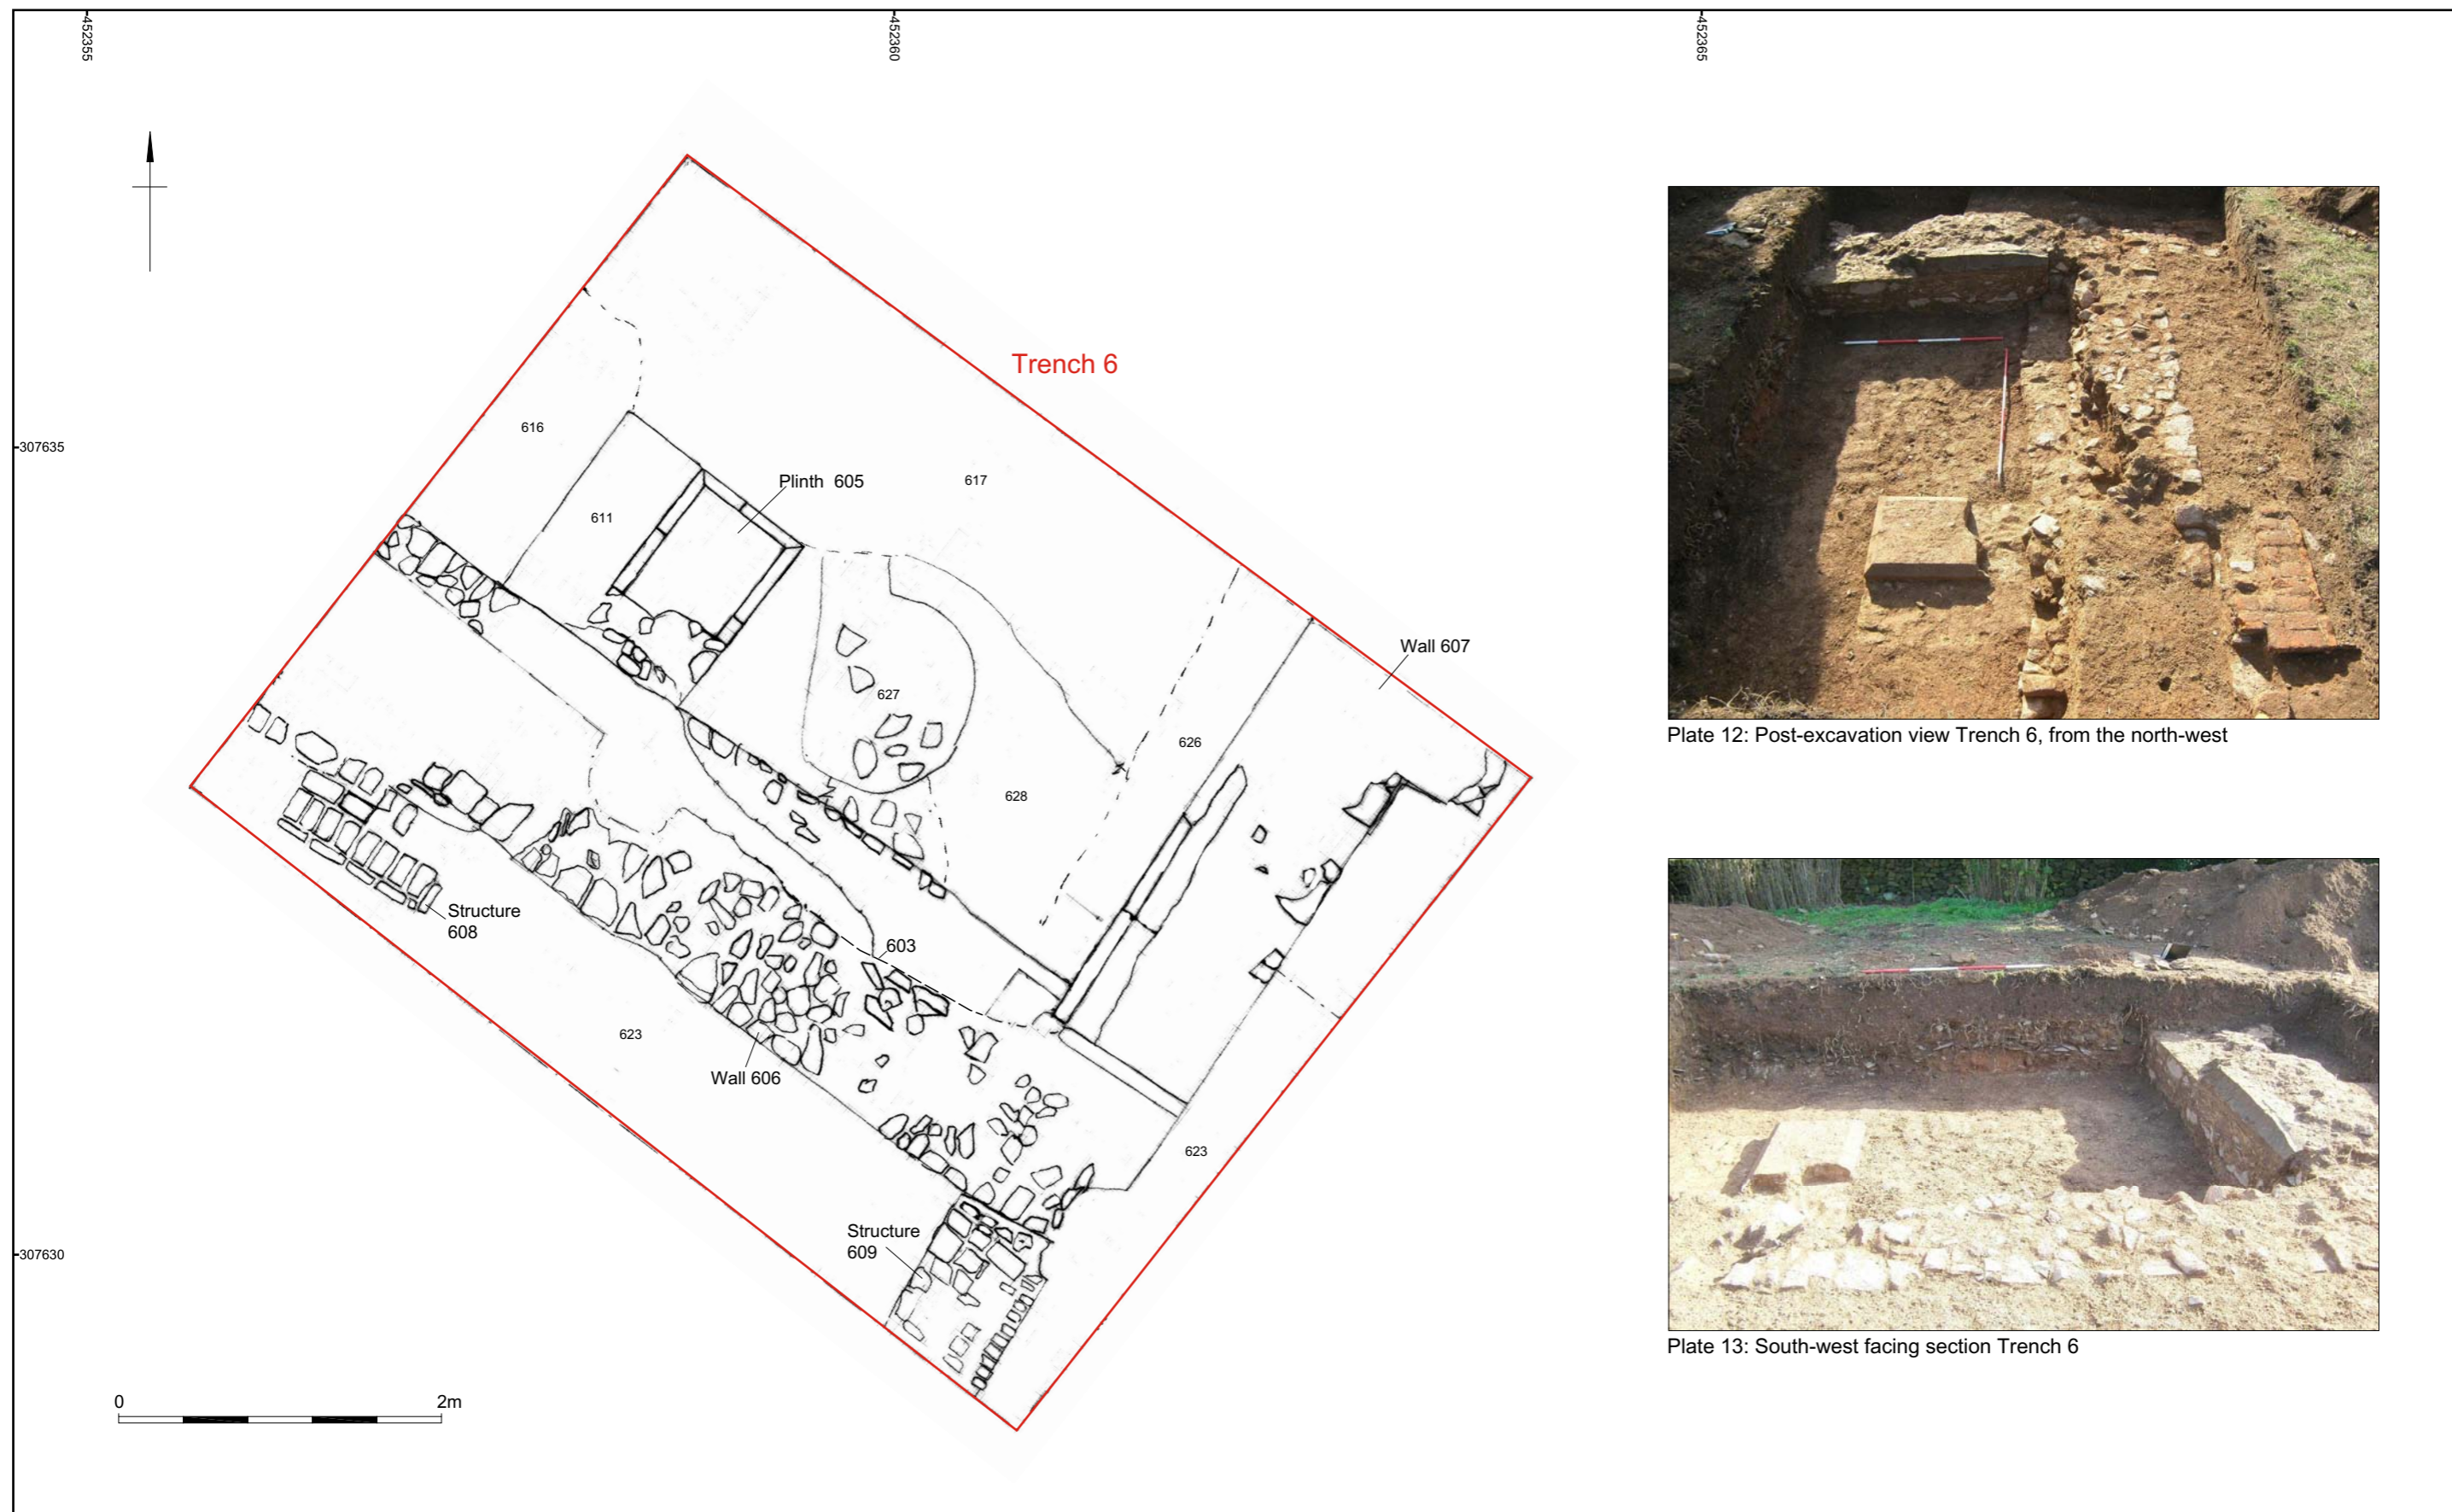 452355
452360
452365
307635
307630
Trench 6
616
Plinth 605
617
611
Wall 607
627
626
628
Structure
608
603
623
Wall 606
623
Structure
609
0
2m
Plate 12: Post-excavation view Trench 6, from the north-west
Plate 13: South-west facing section Trench 6